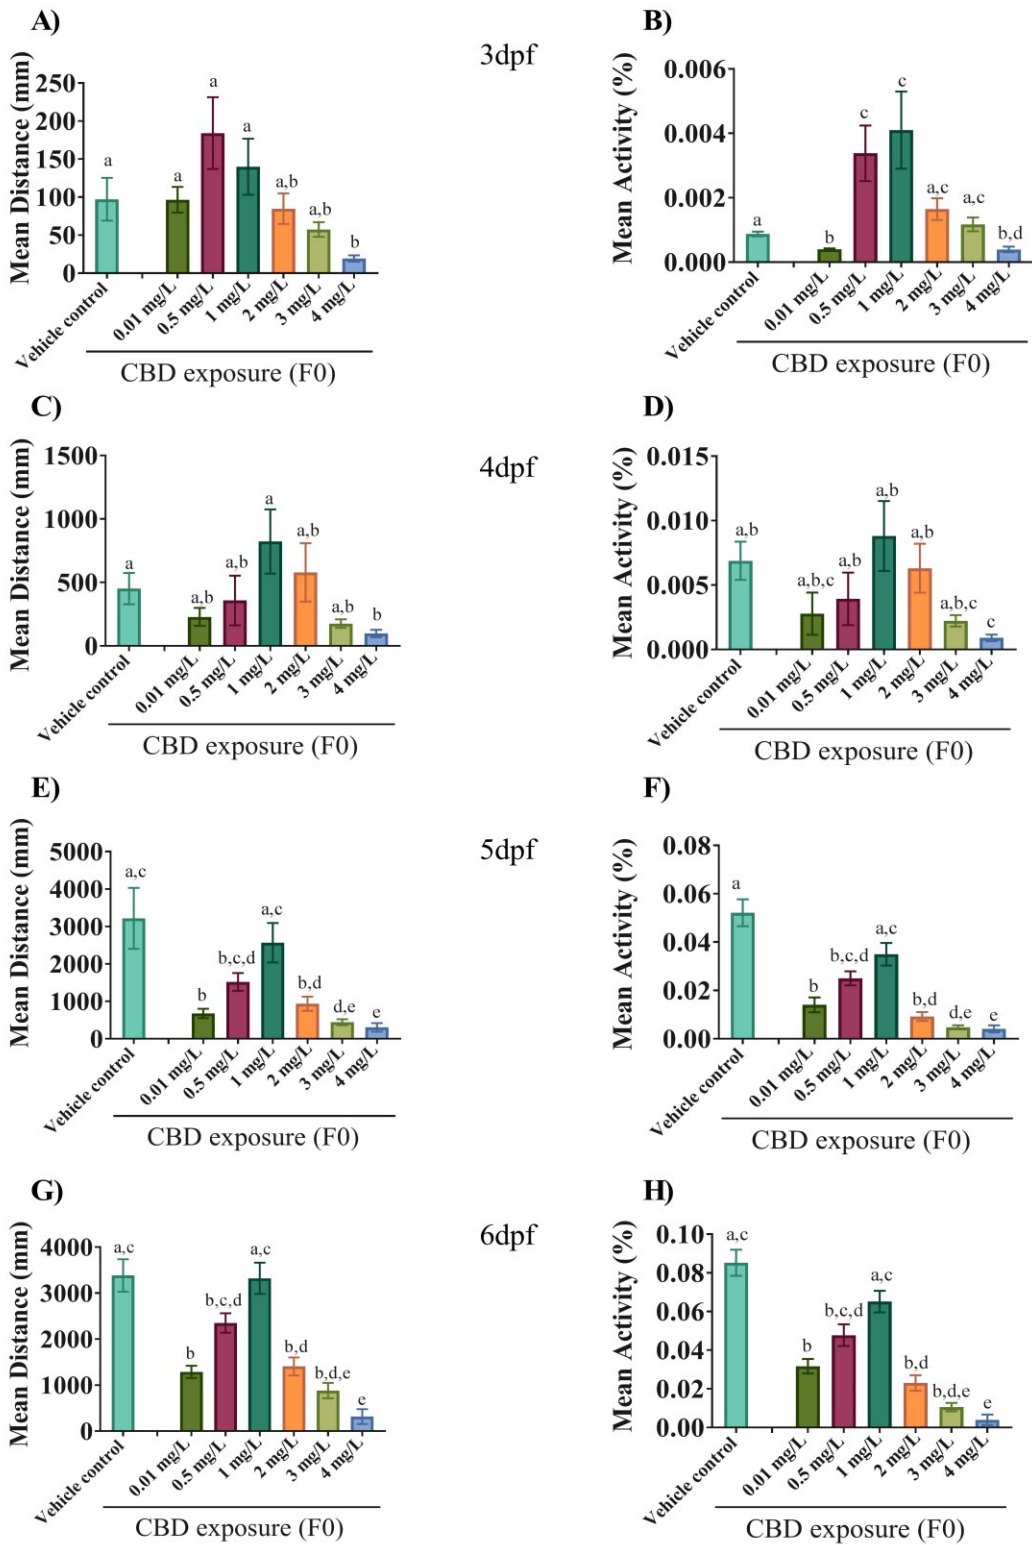 A)
3dpf
B)
Mean Distance (mm)
250
200
150
100
50
0
a
a
a
a
a,b
a,b
b
Vehicle control
0.01 mg/L
0.5 mg/L
1 mg/L
2 mg/L
3 mg/L
4 mg/L
CBD exposure (F0)
Mean Activity (%)
0.006
0.004
0.002
0.000
a
b
c
c
a,c
a,c
b,d
Vehicle control
0.01 mg/L
0.5 mg/L
1 mg/L
2 mg/L
3 mg/L
4 mg/L
CBD exposure (F0)
C)
4dpf
D)
Mean Distance (mm)
1500
1000
500
0
a
a,b
a,b
a
a,b
a,b
b
Vehicle control
0.01 mg/L
0.5 mg/L
1 mg/L
2 mg/L
3 mg/L
4 mg/L
CBD exposure (F0)
Mean Activity (%)
0.015
0.010
0.005
0.000
a,b
a,b,c
a,b
a,b
a,b
a,b,c
c
Vehicle control
0.01 mg/L
0.5 mg/L
1 mg/L
2 mg/L
3 mg/L
4 mg/L
CBD exposure (F0)
E)
5dpf
F)
Mean Distance (mm)
5000
4000
3000
2000
1000
0
a,c
b
b,c,d
a,c
b,d
d,e
e
Vehicle control
0.01 mg/L
0.5 mg/L
1 mg/L
2 mg/L
3 mg/L
4 mg/L
CBD exposure (F0)
Mean Activity (%)
0.08
0.06
0.04
0.02
0.00
a
b
b,c,d
a,c
b,d
d,e
e
Vehicle control
0.01 mg/L
0.5 mg/L
1 mg/L
2 mg/L
3 mg/L
4 mg/L
CBD exposure (F0)
G)
6dpf
H)
Mean Distance (mm)
4000
3000
2000
1000
0
a,c
b
b,c,d
a,c
b,d
b,d,e
e
Vehicle control
0.01 mg/L
0.5 mg/L
1 mg/L
2 mg/L
3 mg/L
4 mg/L
CBD exposure (F0)
Mean Activity (%)
0.10
0.08
0.06
0.04
0.02
0.00
a,c
b
b,c,d
a,c
b,d
b,d,e
e
Vehicle control
0.01 mg/L
0.5 mg/L
1 mg/L
2 mg/L
3 mg/L
4 mg/L
CBD exposure (F0)